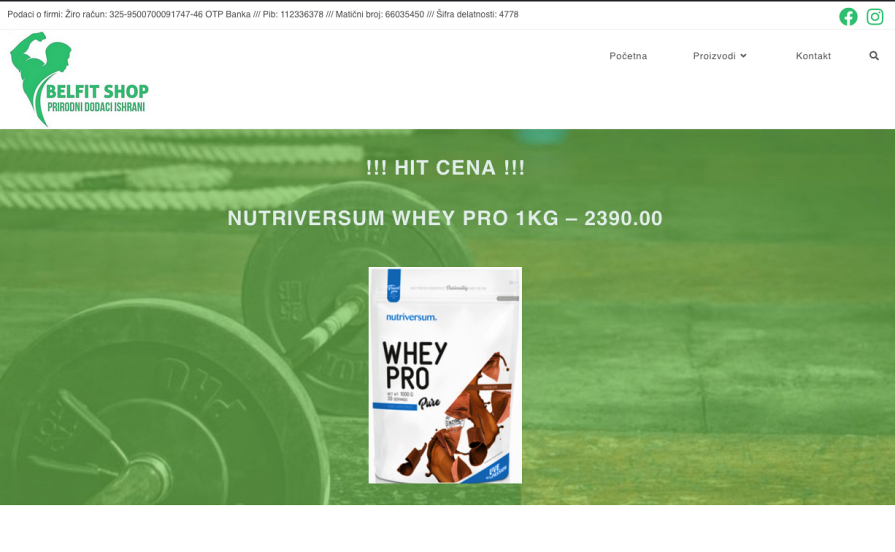 Podaci o firmi: Žiro račun: 325-9500700091747-46 OTP Banka /// Pib: 112336378 /// Matični broj: 66035450 /// Šifra delatnosti: 4778
Početna
Proizvodi
Kontakt
BELFIT SHOP
PRIRODNI DODACI ISHRANI
!!! HIT CENA !!!
NUTRIVERSUM WHEY PRO 1KG – 2390.00
nutriversum.
WHEY
PRO
Pure